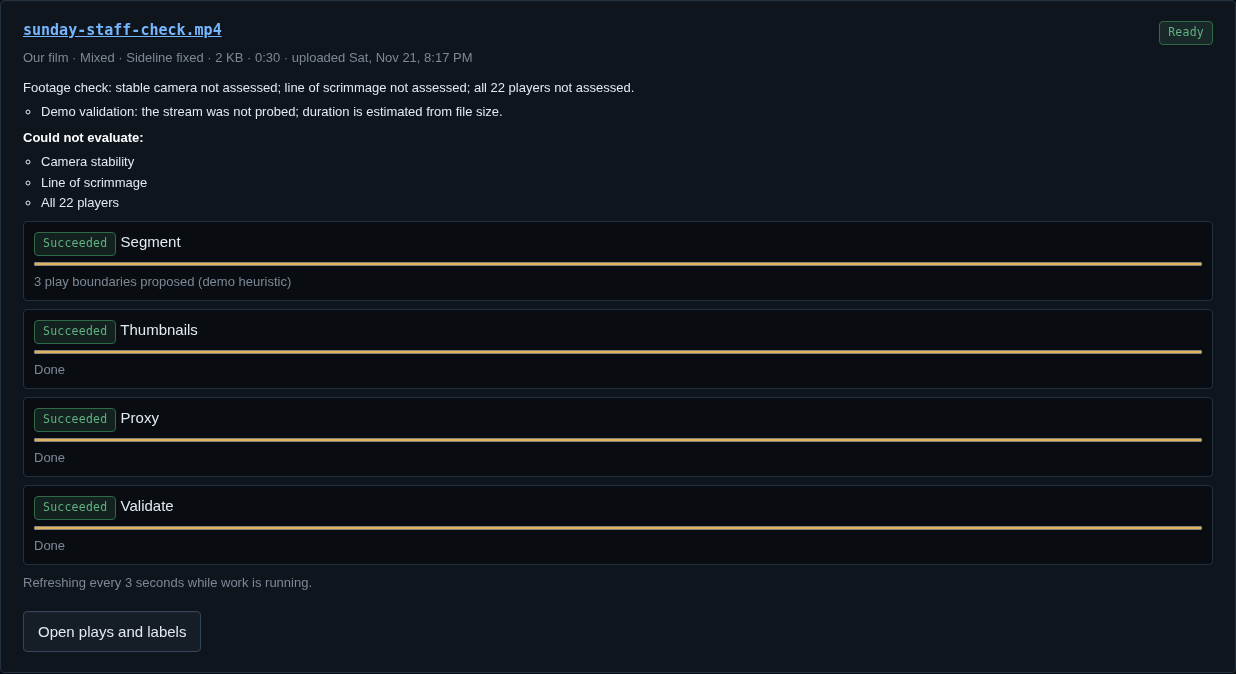 sunday-staff-check.mp4
Ready
Our film · Mixed · Sideline fixed · 2 KB · 0:30 · uploaded Sat, Nov 21, 8:17 PM
Footage check: stable camera not assessed; line of scrimmage not assessed; all 22 players not assessed.
Demo validation: the stream was not probed; duration is estimated from file size.
Could not evaluate:
Camera stability
Line of scrimmage
All 22 players
Succeeded Segment
3 play boundaries proposed (demo heuristic)
Succeeded Thumbnails
Done
Succeeded Proxy
Done
Succeeded Validate
Done
Refreshing every 3 seconds while work is running.
Open plays and labels